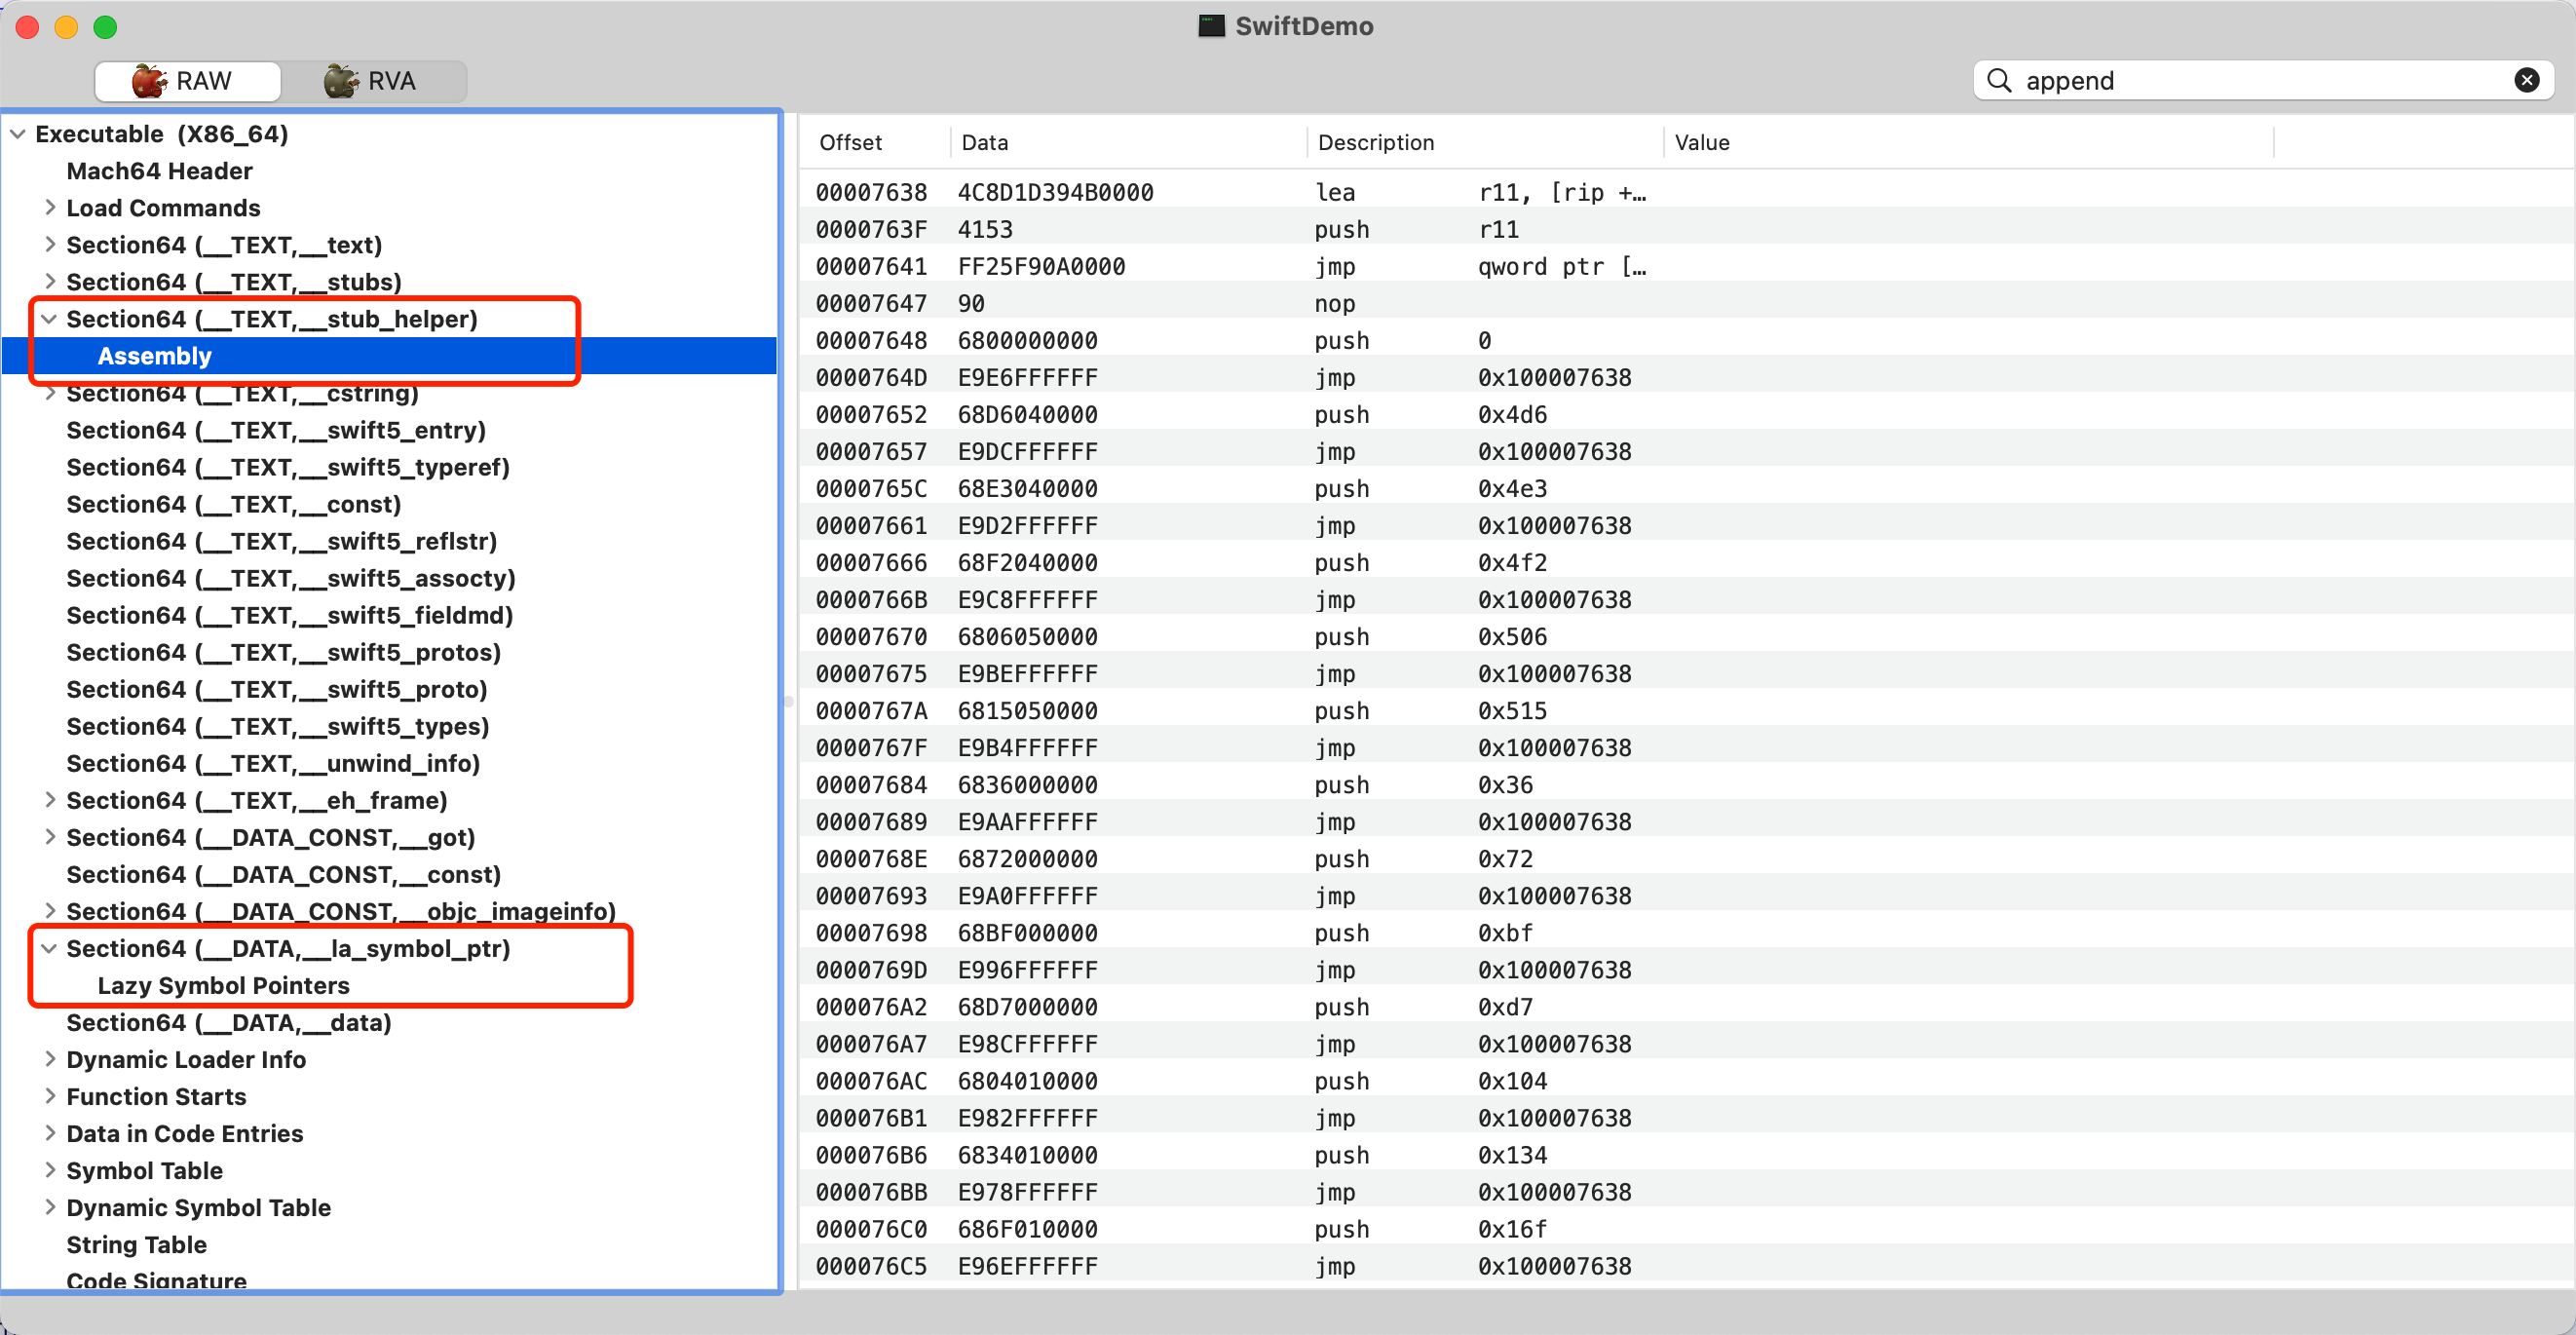 SwiftDemo
RAW RVA append
Executable (X86_64)
Mach64 Header
Load Commands
Section64 (__TEXT,__text)
Section64 (__TEXT,__stubs)
Section64 (__TEXT,__stub_helper)
Assembly
Section64 (__TEXT,__cstring)
Section64 (__TEXT,__swift5_entry)
Section64 (__TEXT,__swift5_typeref)
Section64 (__TEXT,__const)
Section64 (__TEXT,__swift5_reflstr)
Section64 (__TEXT,__swift5_assocty)
Section64 (__TEXT,__swift5_fieldmd)
Section64 (__TEXT,__swift5_protos)
Section64 (__TEXT,__swift5_proto)
Section64 (__TEXT,__swift5_types)
Section64 (__TEXT,__unwind_info)
Section64 (__TEXT,__eh_frame)
Section64 (__DATA_CONST,__got)
Section64 (__DATA_CONST,__const)
Section64 (__DATA_CONST,__objc_imageinfo)
Section64 (__DATA,__la_symbol_ptr)
Lazy Symbol Pointers
Section64 (__DATA,__data)
Dynamic Loader Info
Function Starts
Data in Code Entries
Symbol Table
Dynamic Symbol Table
String Table
Code Signature
Offset Data Description Value
00007638 4C8D1D394B0000 lea r11, [rip +…
0000763F 4153 push r11
00007641 FF25F90A0000 jmp qword ptr […
00007647 90 nop
00007648 6800000000 push 0
0000764D E9E6FFFFFF jmp 0x100007638
00007652 68D6040000 push 0x4d6
00007657 E9DCFFFFFF jmp 0x100007638
0000765C 68E3040000 push 0x4e3
00007661 E9D2FFFFFF jmp 0x100007638
00007666 68F2040000 push 0x4f2
0000766B E9C8FFFFFF jmp 0x100007638
00007670 6806050000 push 0x506
00007675 E9BEFFFFFF jmp 0x100007638
0000767A 6815050000 push 0x515
0000767F E9B4FFFFFF jmp 0x100007638
00007684 6836000000 push 0x36
00007689 E9AAFFFFFF jmp 0x100007638
0000768E 6872000000 push 0x72
00007693 E9A0FFFFFF jmp 0x100007638
00007698 68BF000000 push 0xbf
0000769D E996FFFFFF jmp 0x100007638
000076A2 68D7000000 push 0xd7
000076A7 E98CFFFFFF jmp 0x100007638
000076AC 6804010000 push 0x104
000076B1 E982FFFFFF jmp 0x100007638
000076B6 6834010000 push 0x134
000076BB E978FFFFFF jmp 0x100007638
000076C0 686F010000 push 0x16f
000076C5 E96EFFFFFF jmp 0x100007638